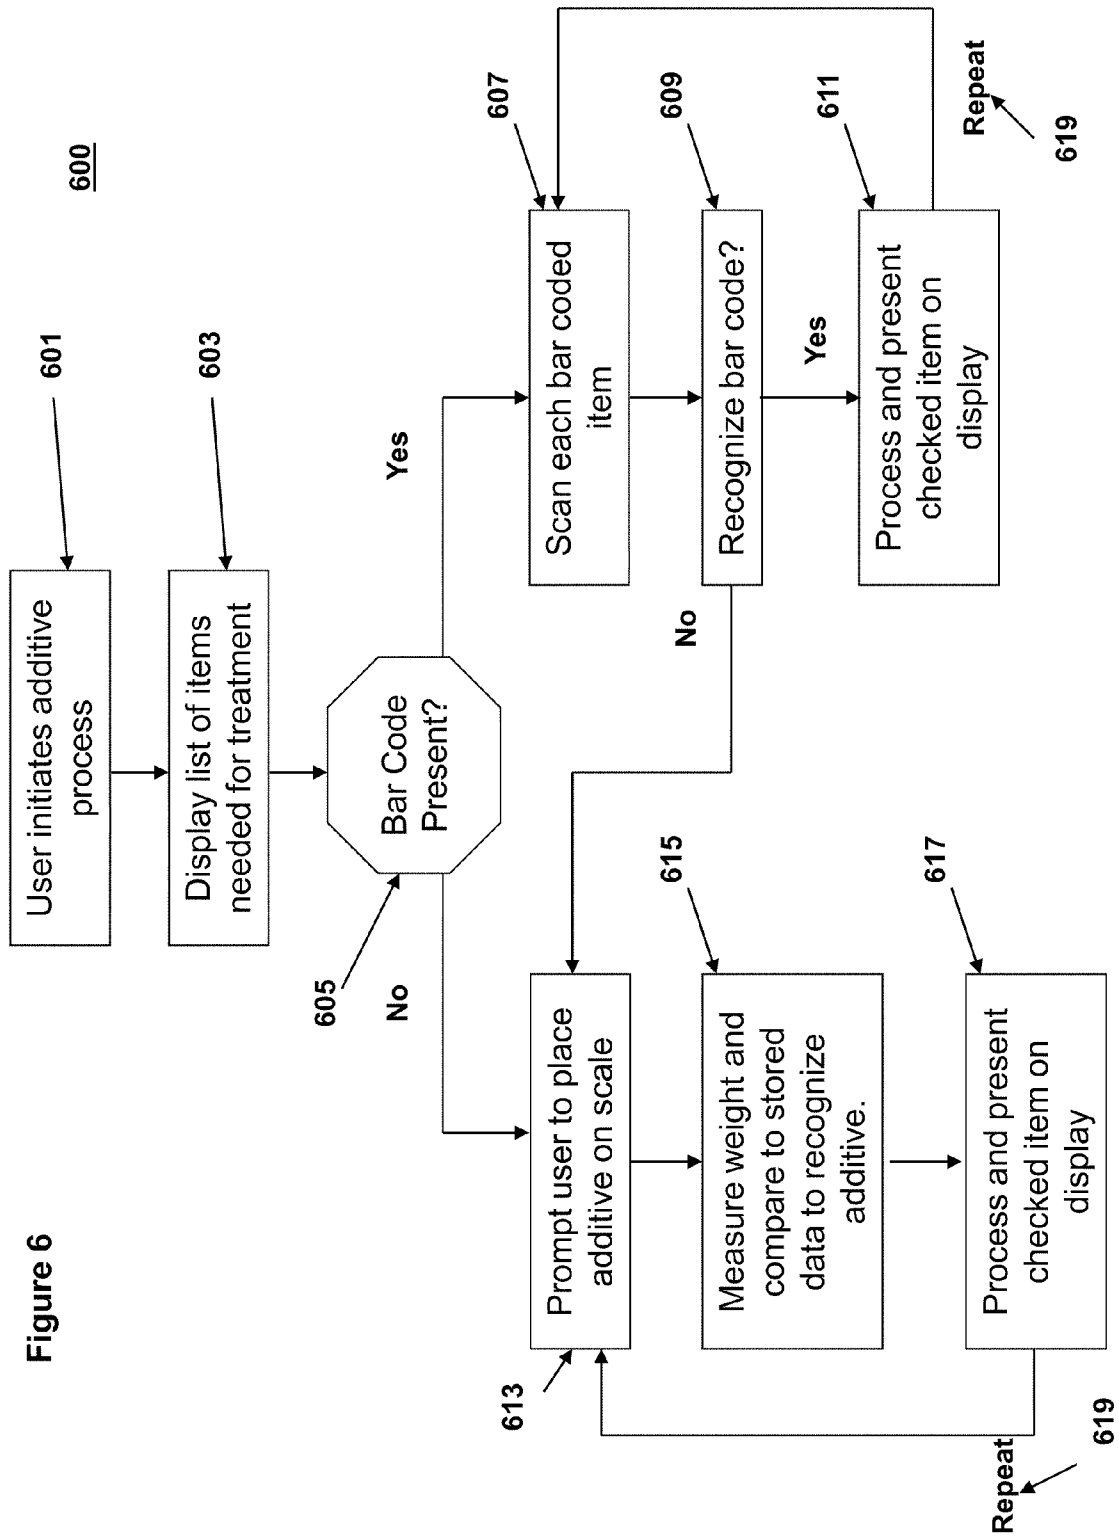 Figure 6
600
User initiates additive
process
601
Display list of items
needed for treatment
603
Bar Code
Present?
605
No
Yes
Prompt user to place
additive on scale
613
Scan each bar coded
item
607
Measure weight and
compare to stored
data to recognize
additive.
615
No
Recognize bar code?
609
Yes
Process and present
checked item on
display
617
Process and present
checked item on
display
611
Repeat
619
Repeat
619